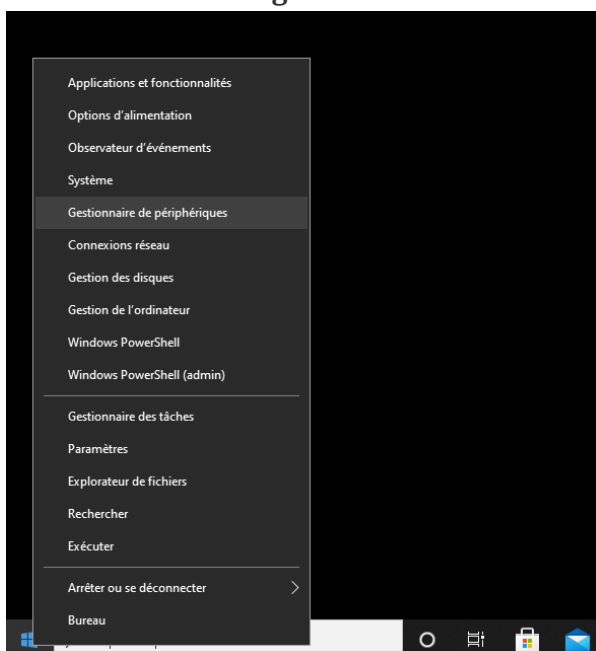 Applications et fonctionnalités
Options d'alimentation
Observateur d'événements
Système
Gestionnaire de périphériques
Connexions réseau
Gestion des disques
Gestion de l'ordinateur
Windows PowerShell
Windows PowerShell (admin)
Gestionnaire des tâches
Paramètres
Explorateur de fichiers
Rechercher
Exécuter
Arrêter ou se déconnecter
Bureau